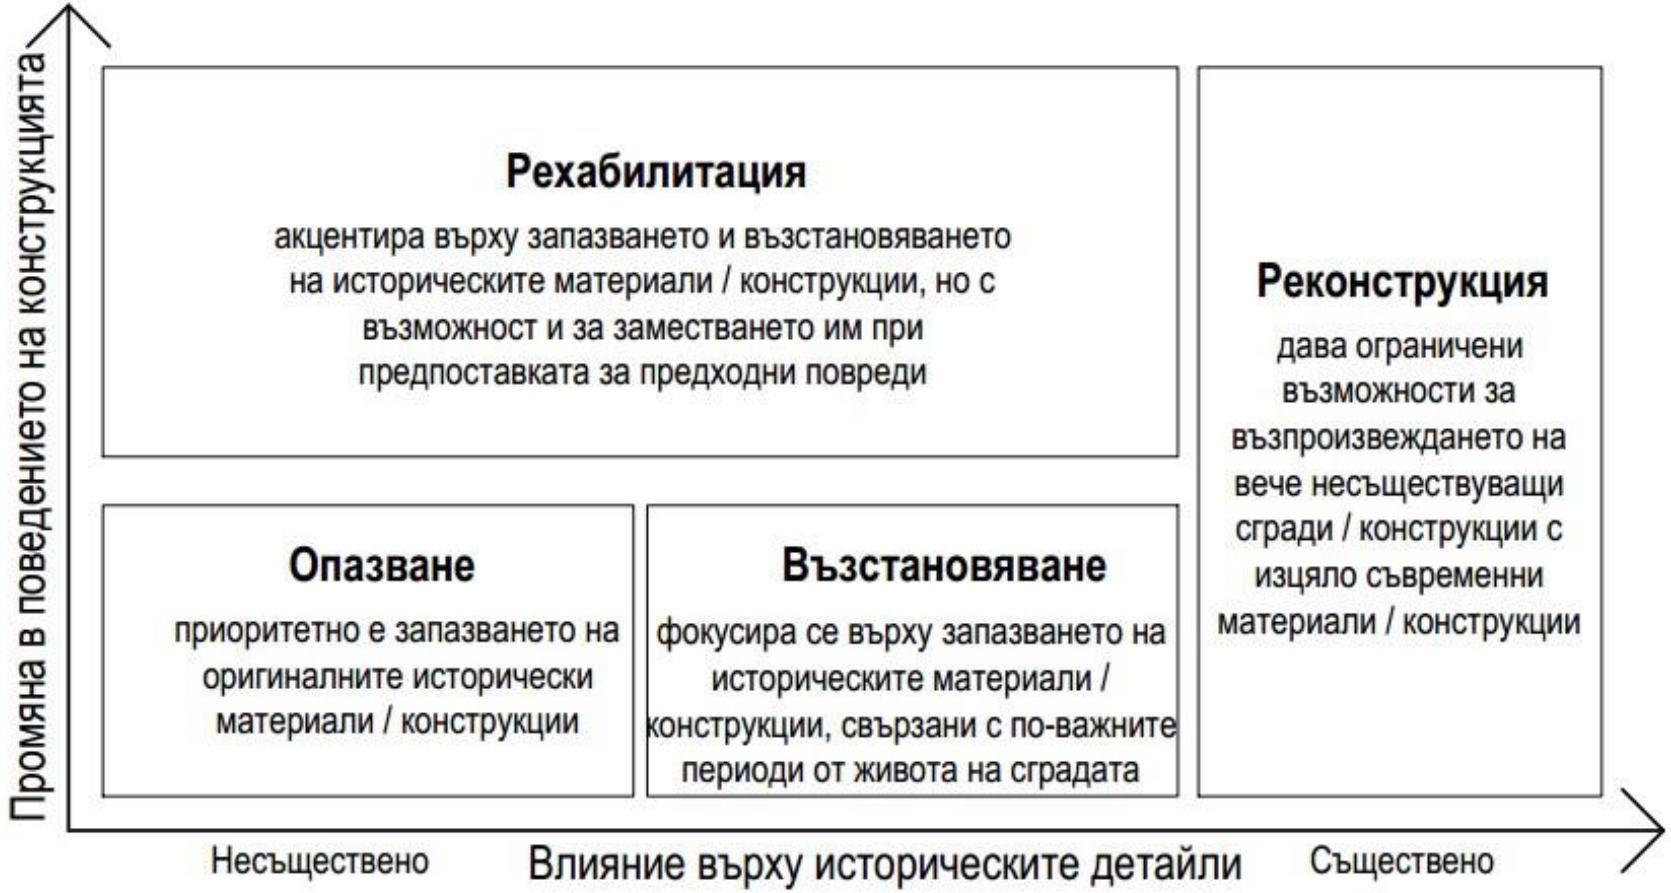 Промяна в поведението на конструкцията
Рехабилитация
акцентира върху запазването и възстановяването
на историческите материали / конструкции, но с
възможност и за заместването им при
предпоставката за предходни повреди
Реконструкция
дава ограничени
възможности за
възпроизвеждането на
вече несъществуващи
сгради / конструкции с
изцяло съвременни
материали / конструкции
Опазване
приоритетно е запазването на
оригиналните исторически
материали / конструкции
Възстановяване
фокусира се върху запазването на
историческите материали /
конструкции, свързани с по-важните
периоди от живота на сградата
Несъществено
Влияние върху историческите детайли
Съществено